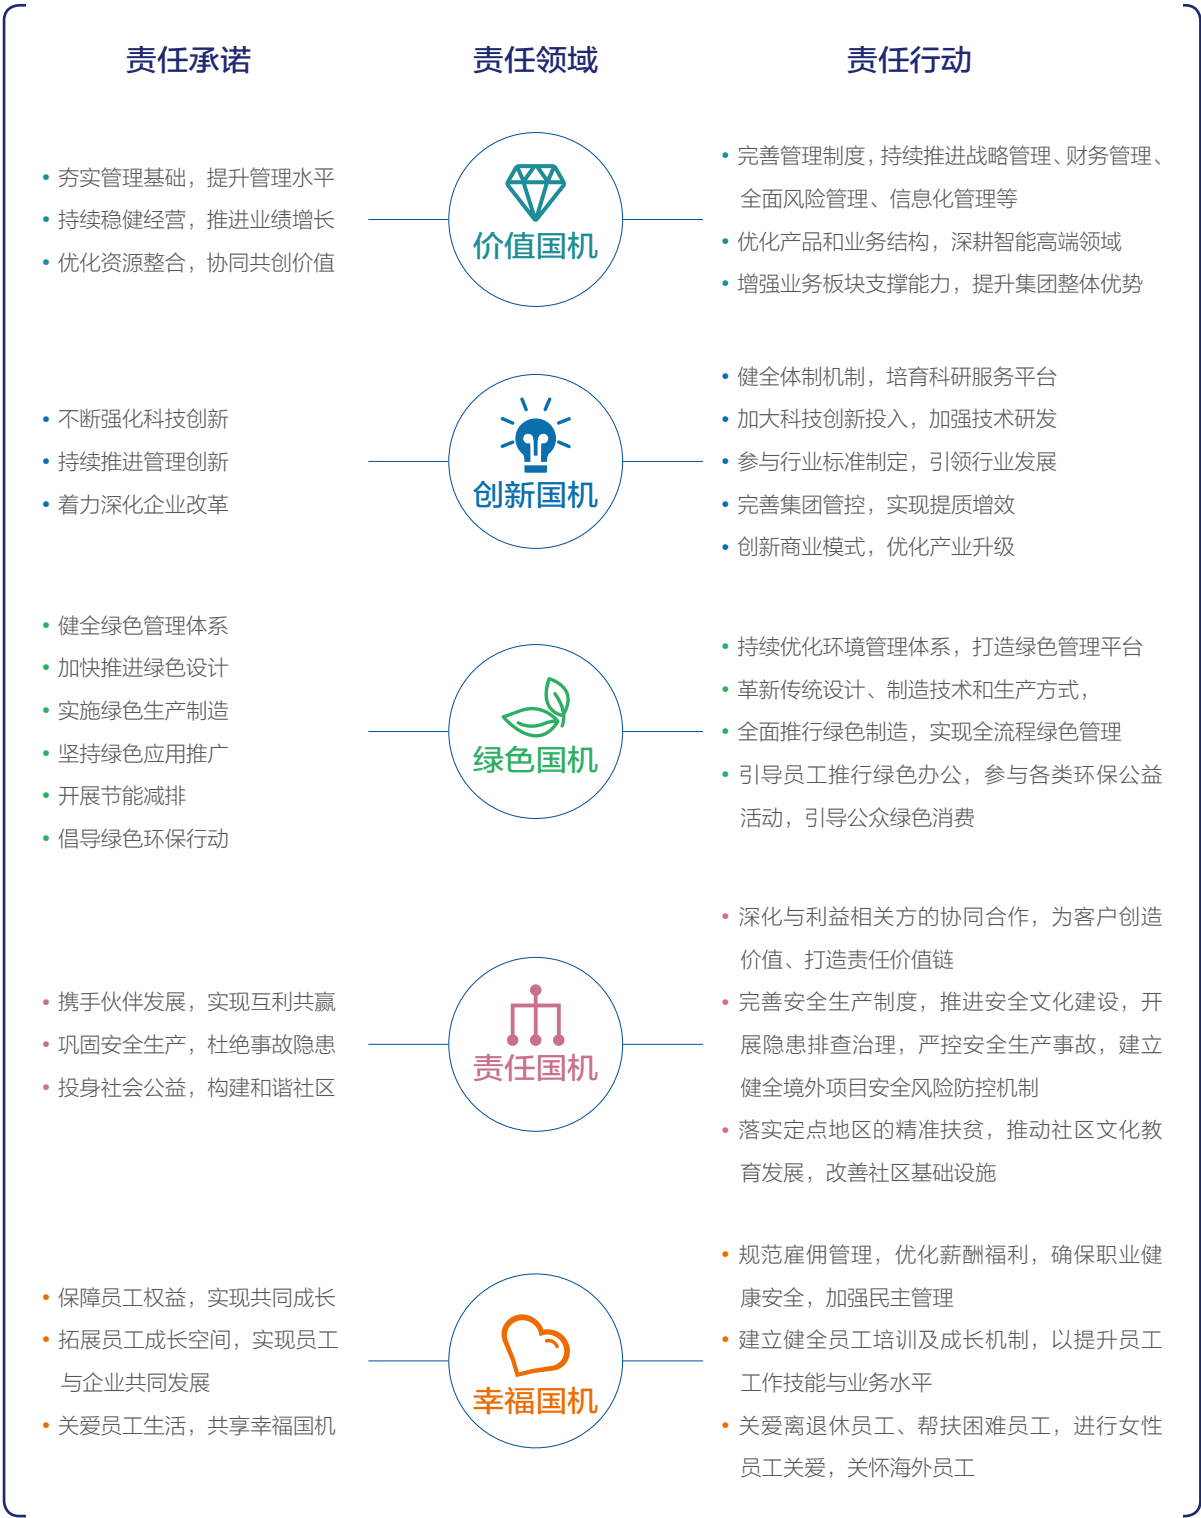 责任承诺
责任领域
责任行动
• 夯实管理基础，提升管理水平
• 持续稳健经营，推进业绩增长
• 优化资源整合，协同共创价值
价值国机
• 完善管理制度，持续推进战略管理、财务管理、
全面风险管理、信息化管理等
• 优化产品和业务结构，深耕智能高端领域
• 增强业务板块支撑能力，提升集团整体优势
• 不断强化科技创新
• 持续推进管理创新
• 着力深化企业改革
创新国机
• 健全体制机制，培育科研服务平台
• 加大科技创新投入，加强技术研发
• 参与行业标准制定，引领行业发展
• 完善集团管控，实现提质增效
• 创新商业模式，优化产业升级
• 健全绿色管理体系
• 加快推进绿色设计
• 实施绿色生产制造
• 坚持绿色应用推广
• 开展节能减排
• 倡导绿色环保行动
绿色国机
• 持续优化环境管理体系，打造绿色管理平台
• 革新传统设计、制造技术和生产方式，
• 全面推行绿色制造，实现全流程绿色管理
• 引导员工推行绿色办公，参与各类环保公益
活动，引导公众绿色消费
• 携手伙伴发展，实现互利共赢
• 巩固安全生产，杜绝事故隐患
• 投身社会公益，构建和谐社区
责任国机
• 深化与利益相关方的协同合作，为客户创造
价值、打造责任价值链
• 完善安全生产制度，推进安全文化建设，开
展隐患排查治理，严控安全生产事故，建立
健全境外项目安全风险防控机制
• 落实定点地区的精准扶贫，推动社区文化教
育发展，改善社区基础设施
• 保障员工权益，实现共同成长
• 拓展员工成长空间，实现员工
与企业共同发展
• 关爱员工生活，共享幸福国机
幸福国机
• 规范雇佣管理，优化薪酬福利，确保职业健
康安全，加强民主管理
• 建立健全员工培训及成长机制，以提升员工
工作技能与业务水平
• 关爱离退休员工、帮扶困难员工，进行女性
员工关爱，关怀海外员工